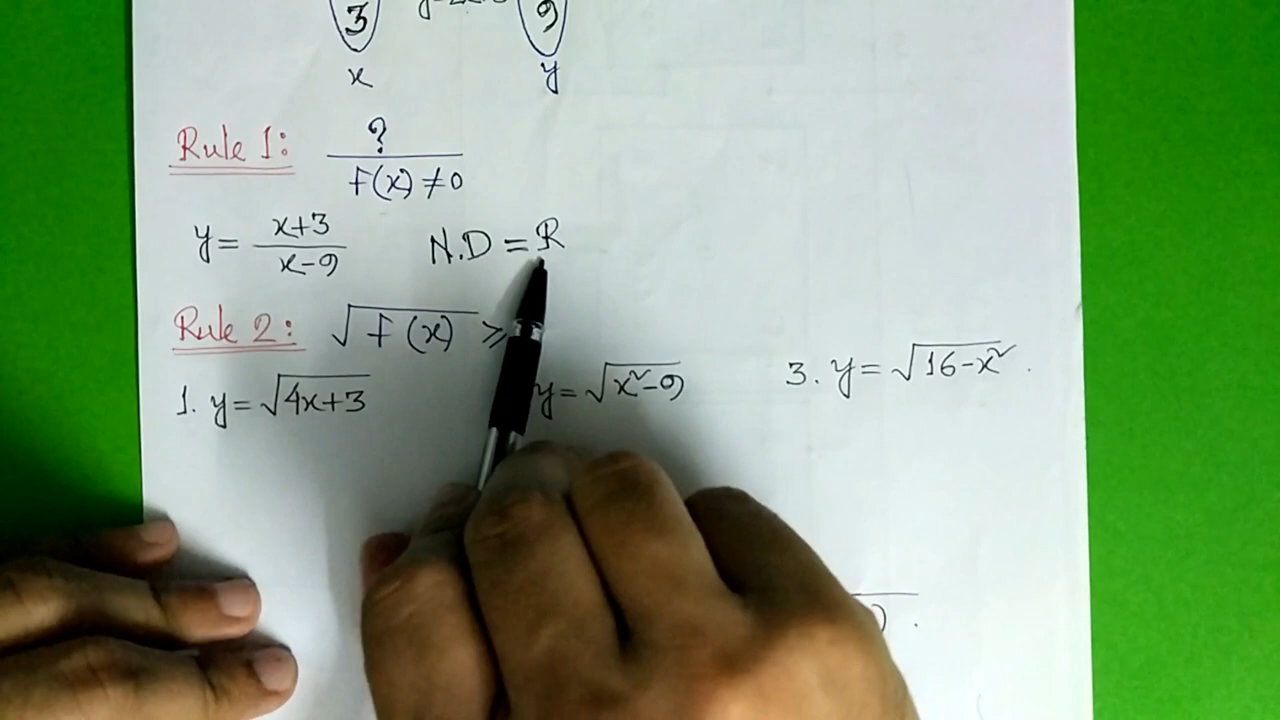 3 9
x y
Rule 1: ?
f(x) ≠ 0
y = x+3 / x-9 N.D = R
Rule 2: √f(x) ≥
1. y = √4x+3 y = √x²-9 3. y = √16-x² .